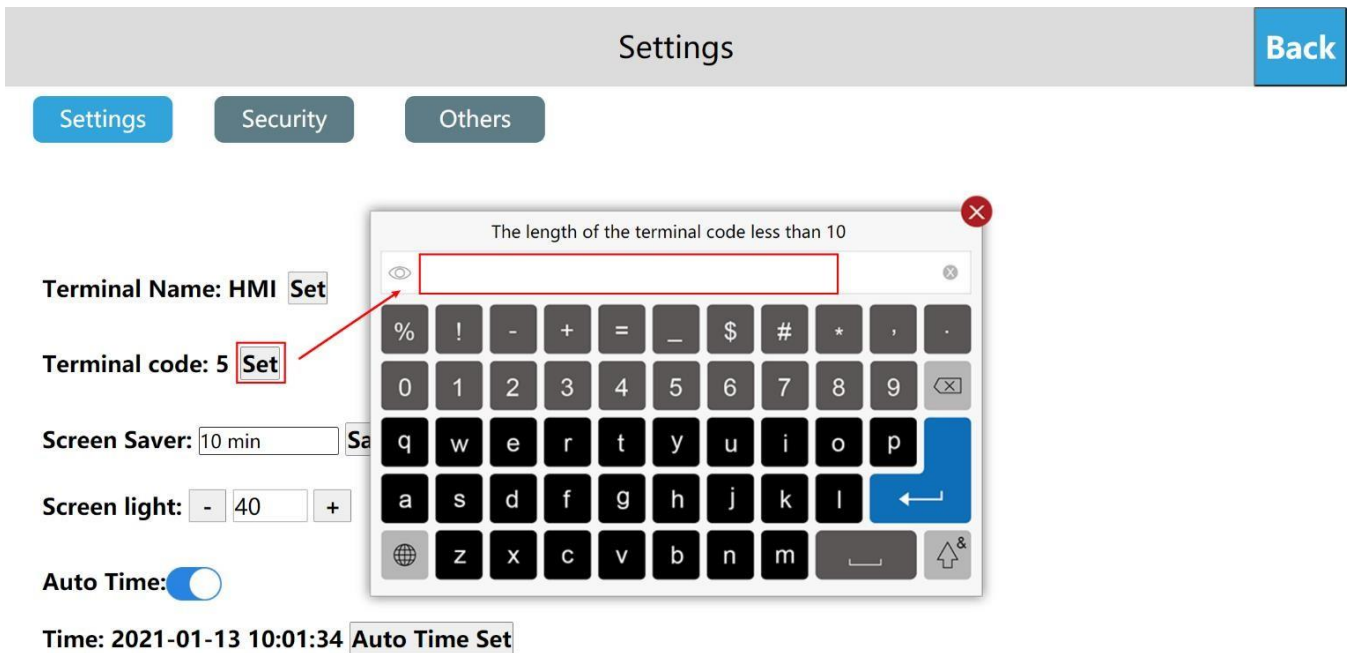 Settings
Back
Settings Security Others
The length of the terminal code less than 10
Terminal Name: HMI Set
Terminal code: 5 Set
Screen Saver: 10 min Sa
Screen light: - 40 +
Auto Time:
Time: 2021-01-13 10:01:34 Auto Time Set
% ! - + = _ $ # * , .
0 1 2 3 4 5 6 7 8 9
q w e r t y u i o p
a s d f g h j k l
z x c v b n m &